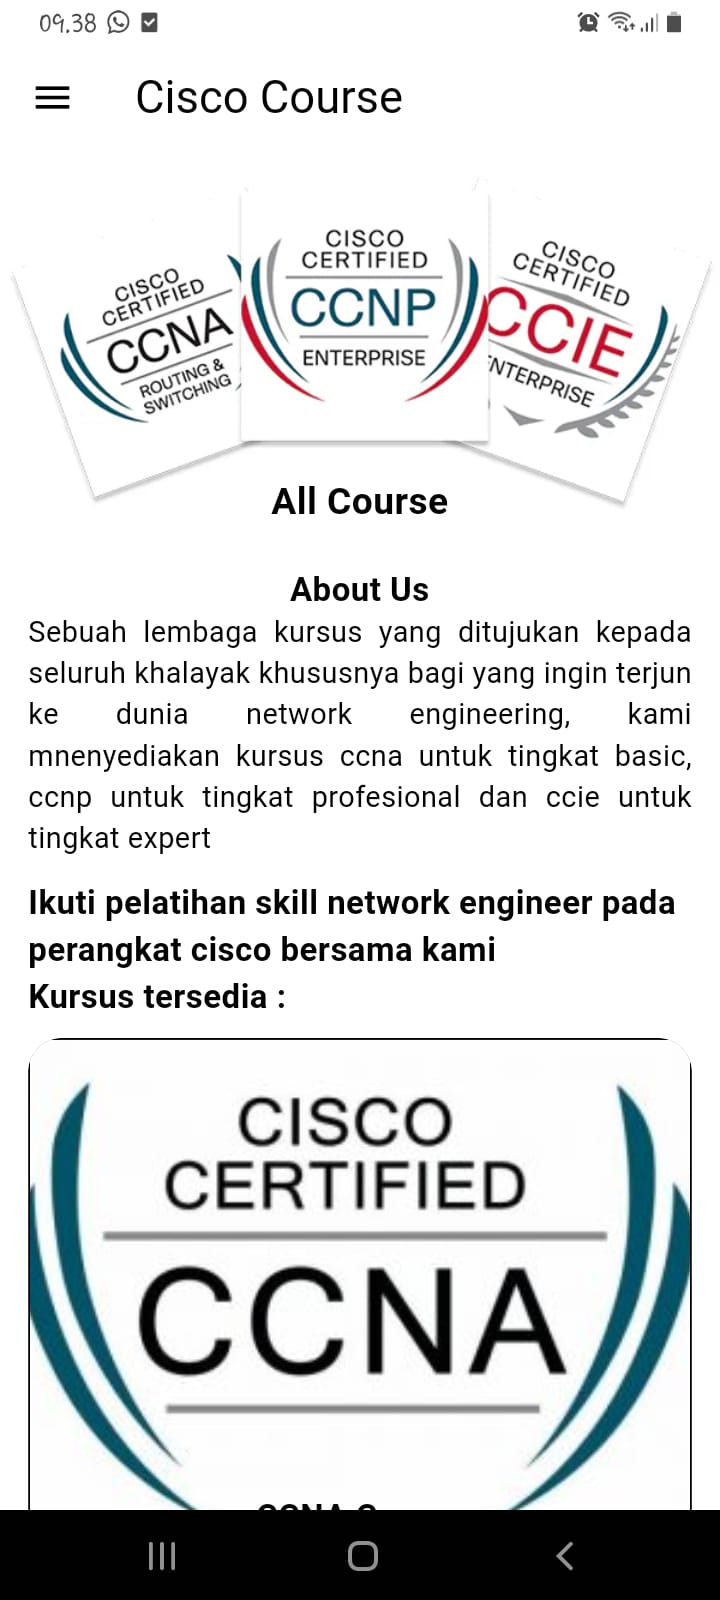 09.38
Cisco Course
CISCO
CERTIFIED
CCNA
ROUTING &
SWITCHING
CISCO
CERTIFIED
CCNP
ENTERPRISE
CISCO
CERTIFIED
CCIE
ENTERPRISE
All Course
About Us
Sebuah lembaga kursus yang ditujukan kepada
seluruh khalayak khususnya bagi yang ingin terjun
ke dunia network engineering, kami
mnenyediakan kursus ccna untuk tingkat basic,
ccnp untuk tingkat profesional dan ccie untuk
tingkat expert
Ikuti pelatihan skill network engineer pada
perangkat cisco bersama kami
Kursus tersedia :
CISCO
CERTIFIED
CCNA